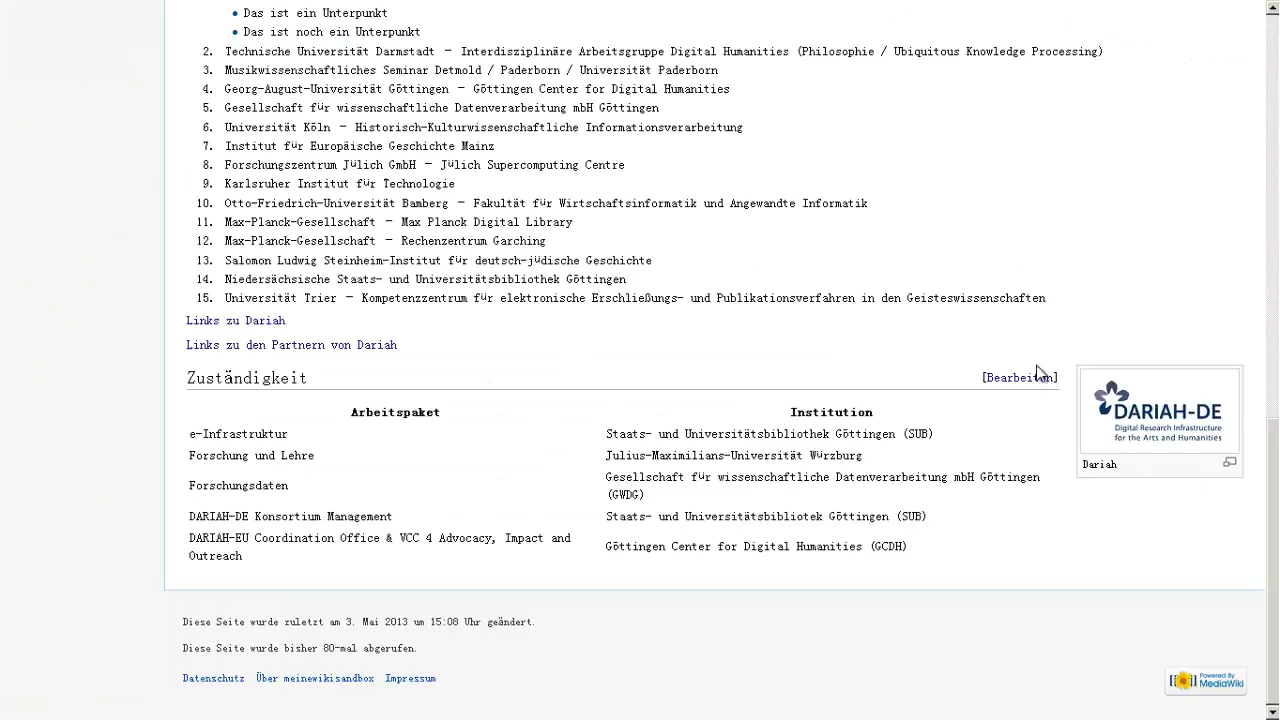 Das ist ein Unterpunkt
Das ist noch ein Unterpunkt
2. Technische Universität Darmstadt – Interdisziplinäre Arbeitsgruppe Digital Humanities (Philosophie / Ubiquitous Knowledge Processing)
3. Musikwissenschaftliches Seminar Detmold / Paderborn / Universität Paderborn
4. Georg-August-Universität Göttingen – Göttingen Center for Digital Humanities
5. Gesellschaft für wissenschaftliche Datenverarbeitung mbH Göttingen
6. Universität Köln – Historisch-Kulturwissenschaftliche Informationsverarbeitung
7. Institut für Europäische Geschichte Mainz
8. Forschungszentrum Jülich GmbH – Jülich Supercomputing Centre
9. Karlsruher Institut für Technologie
10. Otto-Friedrich-Universität Bamberg – Fakultät für Wirtschaftsinformatik und Angewandte Informatik
11. Max-Planck-Gesellschaft – Max Planck Digital Library
12. Max-Planck-Gesellschaft – Rechenzentrum Garching
13. Salomon Ludwig Steinheim-Institut für deutsch-jüdische Geschichte
14. Niedersächsische Staats- und Universitätsbibliothek Göttingen
15. Universität Trier – Kompetenzzentrum für elektronische Erschließungs- und Publikationsverfahren in den Geisteswissenschaften
Links zu Dariah
Links zu den Partnern von Dariah
Zuständigkeit [Bearbeiten]
DARIAH-DE
Digital Research Infrastructure
for the Arts and Humanities
Dariah
Arbeitspaket Institution
e-Infrastruktur Staats- und Universitätsbibliothek Göttingen (SUB)
Forschung und Lehre Julius-Maximilians-Universität Würzburg
Forschungsdaten Gesellschaft für wissenschaftliche Datenverarbeitung mbH Göttingen
(GWDG)
DARIAH-DE Konsortium Management Staats- und Universitätsbibliotek Göttingen (SUB)
DARIAH-EU Coordination Office & VCC 4 Advocacy, Impact and
Outreach
Göttingen Center for Digital Humanities (GCDH)
Diese Seite wurde zuletzt am 3. Mai 2013 um 15:08 Uhr geändert.
Diese Seite wurde bisher 80-mal abgerufen.
Datenschutz Über meinewikisandbox Impressum
Powered By
MediaWiki